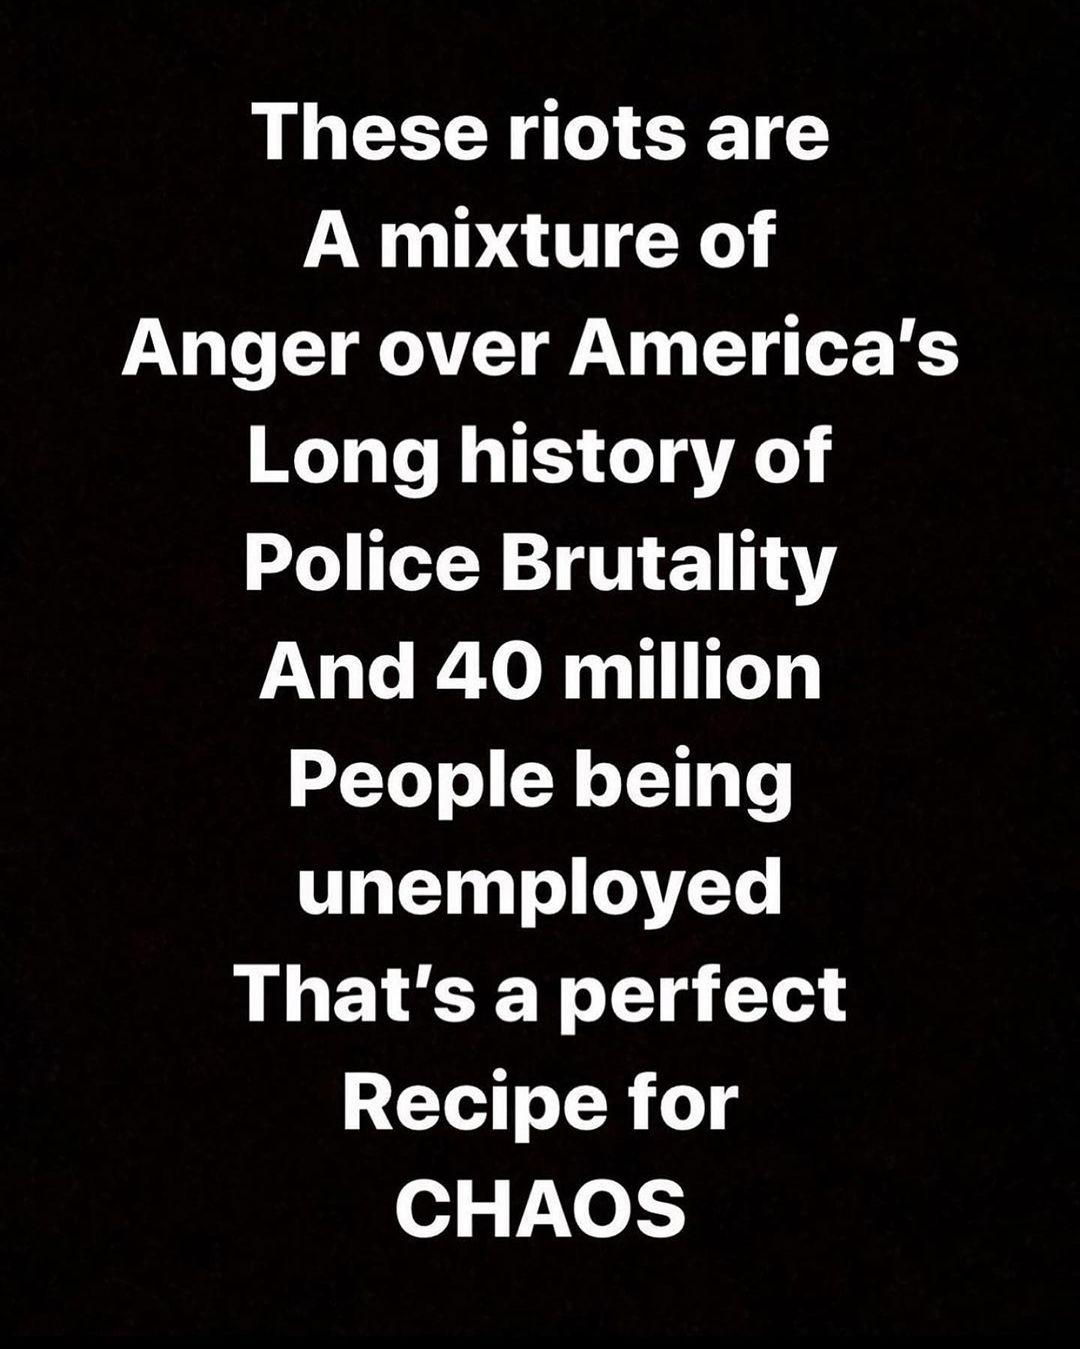 These riots are
A mixture of
Anger over America’s
Long history of
Police Brutality
And 40 million
People being
unemployed
That’s a perfect
Recipe for
CHAOS